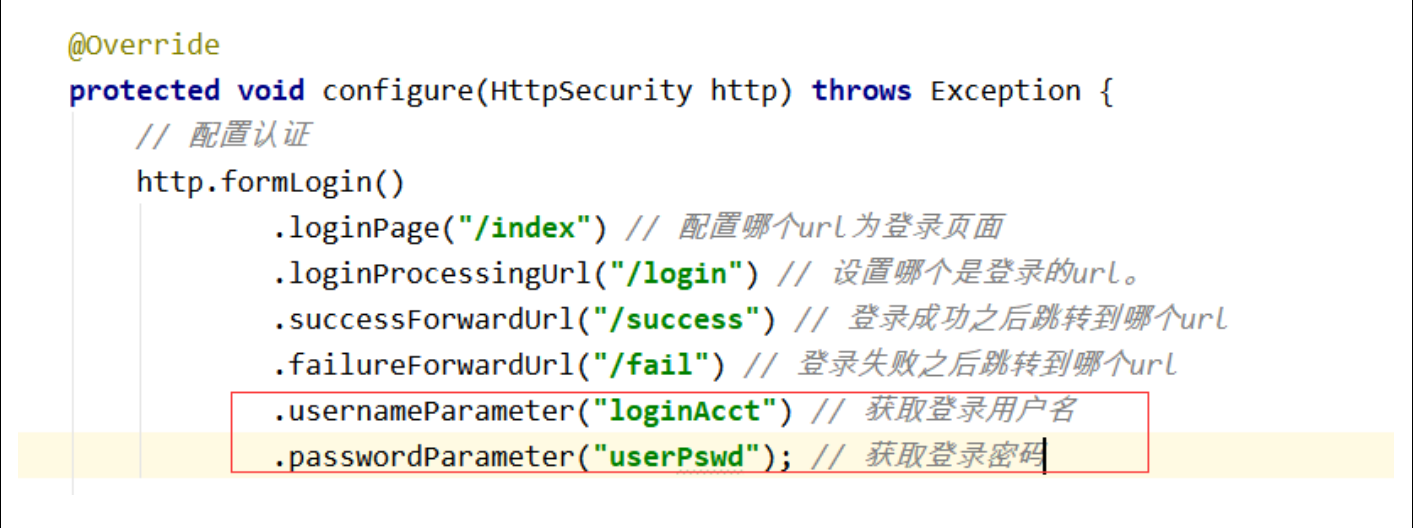 @Override
protected void configure(HttpSecurity http) throws Exception {
// 配置认证
http.formLogin()
.loginPage("/index") // 配置哪个url为登录页面
.loginProcessingUrl("/login") // 设置哪个是登录的url。
.successForwardUrl("/success") // 登录成功之后跳转到哪个url
.failureForwardUrl("/fail") // 登录失败之后跳转到哪个url
.usernameParameter("loginAcct") // 获取登录用户名
.passwordParameter("userPswd"); // 获取登录密码